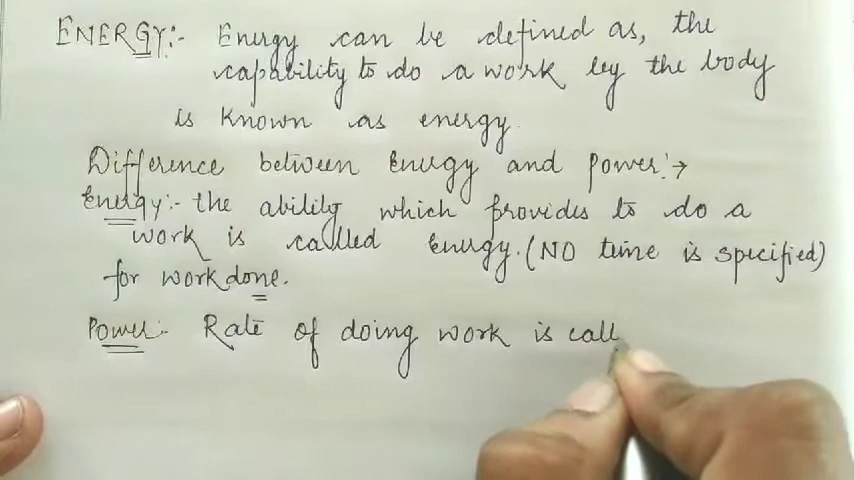 ENERGY:- Energy can be defined as, the
capability to do a work by the body
is known as energy.
Difference between Energy and Power:→
Energy:- the ability which provides to do a
work is called Energy. (NO time is specified)
for work done.
Power:- Rate of doing work is call